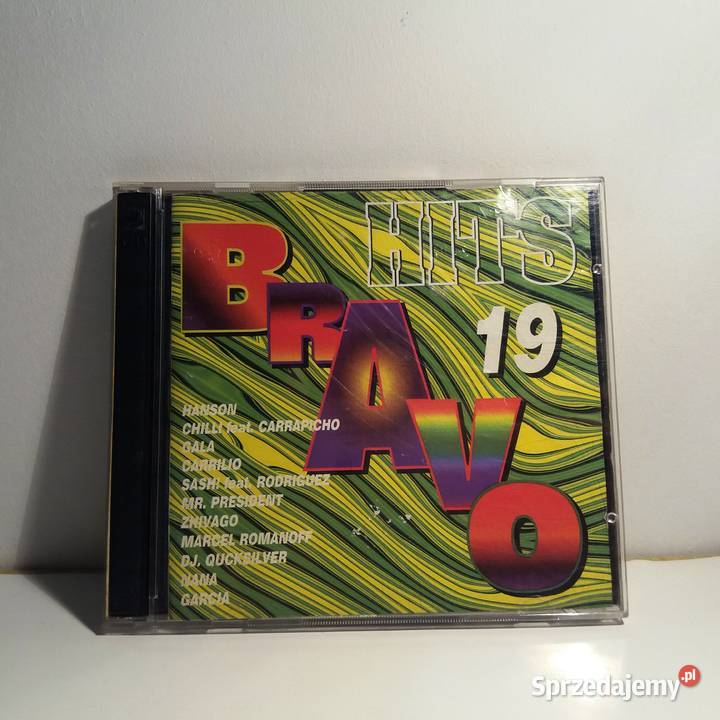 HITS
19
BRAVO
HANSON
CHILLI feat. CARRAPICHO
GALA
CARRILIO
SASH! feat. RODRIGUEZ
MR. PRESIDENT
ZHIVAGO
MARCEL ROMANOFF
DJ. QUCKSILVER
NANA
GARCIA
Sprzedajemy.pl